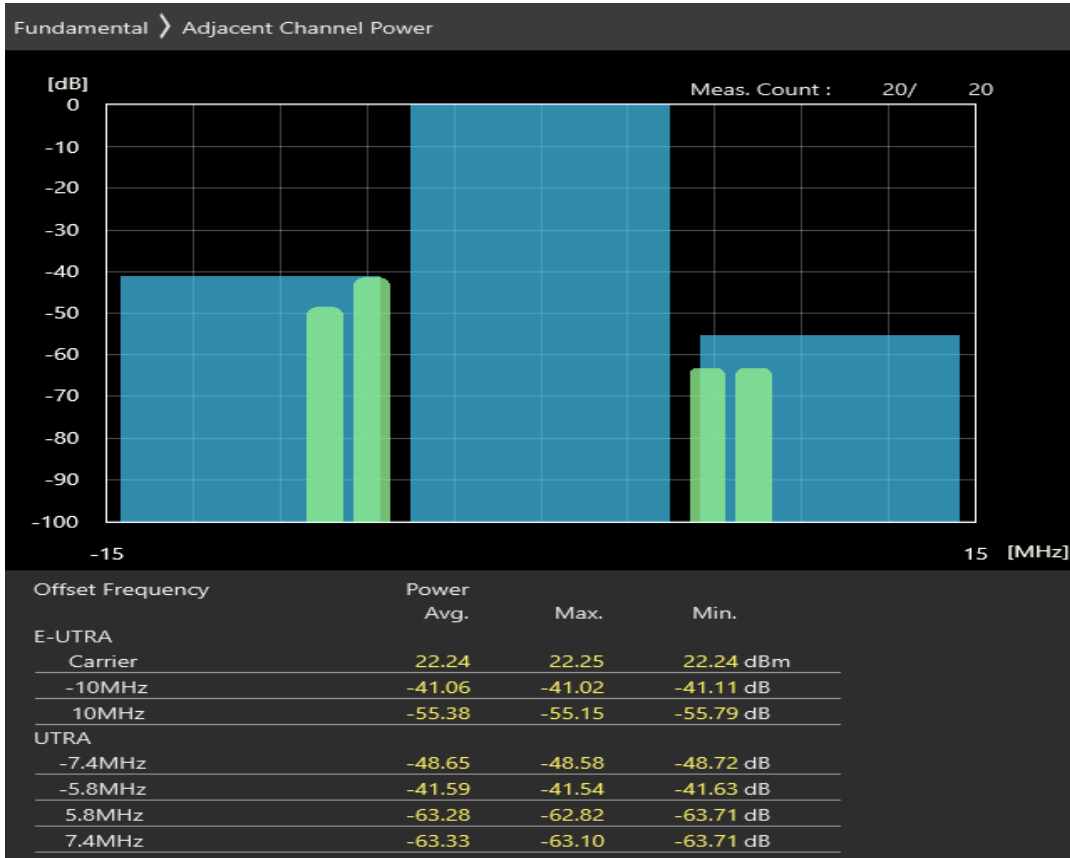 Fundamental 〉 Adjacent Channel Power
[dB]
Meas. Count : 20/ 20
0
-10
-20
-30
-40
-50
-60
-70
-80
-90
-100
-15 15 [MHz]
Offset Frequency Power
Avg. Max. Min.
E-UTRA
Carrier 22.24 22.25 22.24 dBm
-10MHz -41.06 -41.02 -41.11 dB
10MHz -55.38 -55.15 -55.79 dB
UTRA
-7.4MHz -48.65 -48.58 -48.72 dB
-5.8MHz -41.59 -41.54 -41.63 dB
5.8MHz -63.28 -62.82 -63.71 dB
7.4MHz -63.33 -63.10 -63.71 dB